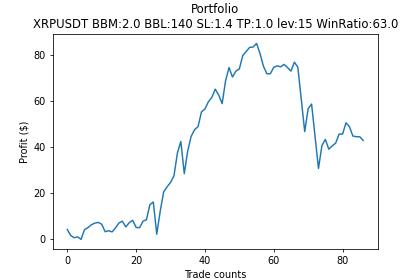 Portfolio
XRPUSDT BBM:2.0 BBL:140 SL:1.4 TP:1.0 lev:15 WinRatio:63.0
80
60
40
20
0
Profit ($)
0 20 40 60 80
Trade counts